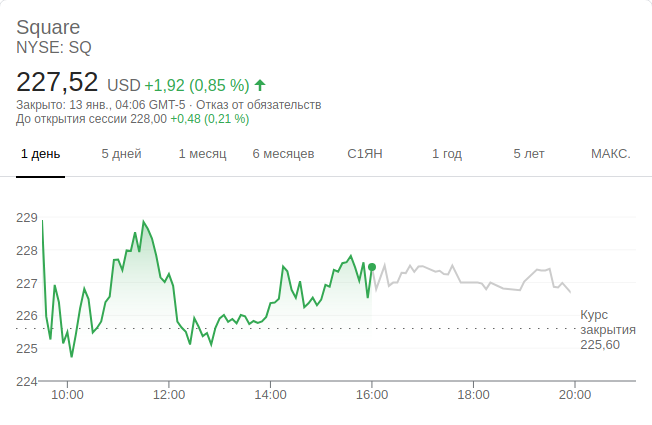 Square
NYSE: SQ
227,52 USD +1,92 (0,85 %)
Закрыто: 13 янв., 04:06 GMT-5 · Отказ от обязательств
До открытия сессии 228,00 +0,48 (0,21 %)
1 день 5 дней 1 месяц 6 месяцев С1ЯН 1 год 5 лет МАКС.
229
228
227
226
225
224
Курс
закрытия
225,60
10:00 12:00 14:00 16:00 18:00 20:00